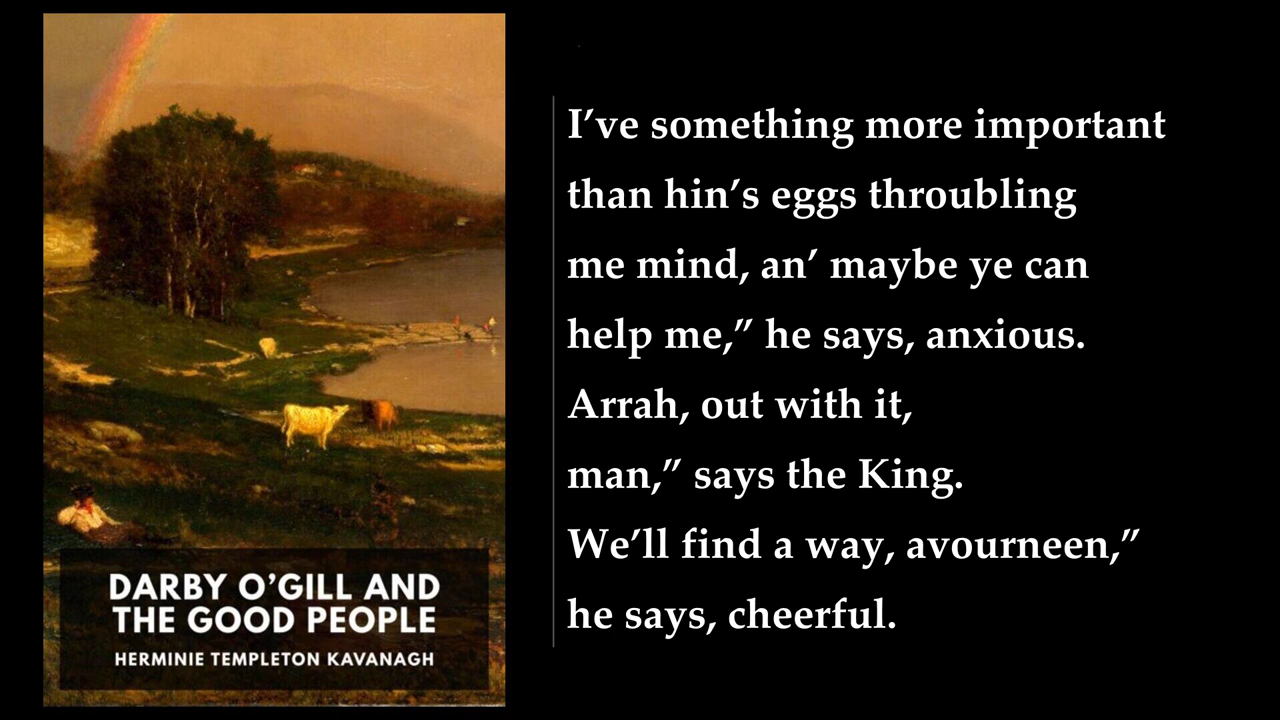 I’ve something more important
than hin’s eggs throubling
me mind, an’ maybe ye can
help me,” he says, anxious.
Arrah, out with it,
man,” says the King.
We’ll find a way, avourneen,”
he says, cheerful.
DARBY O’GILL AND
THE GOOD PEOPLE
HERMINIE TEMPLETON KAVANAGH